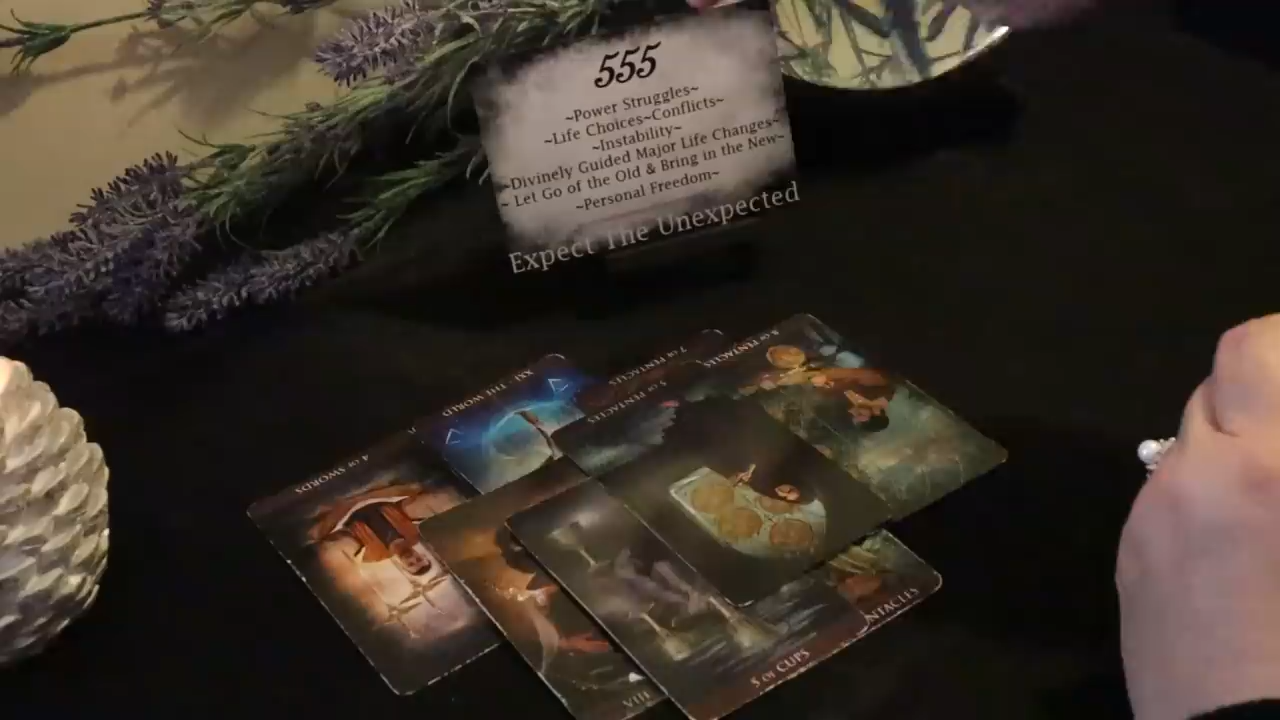 555
~Power Struggles~
~Life Choices~Conflicts~
~Instability~
~Divinely Guided Major Life Changes~
~ Let Go of the Old & Bring in the New~
~Personal Freedom~
Expect The Unexpected
XXI THE WORLD
7 OF PENTACLES
8 OF PENTACLES
5 OF PENTACLES
4 OF SWORDS
NTACLES
5 OF CUPS
VIII